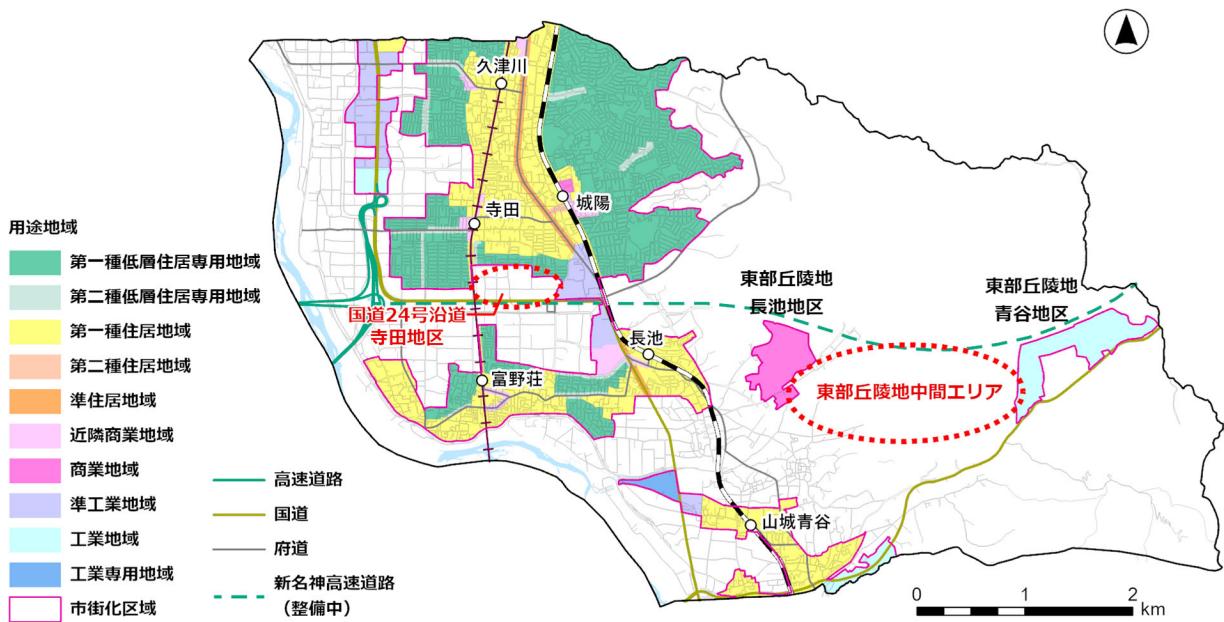 久津川
城陽
寺田
国道24号沿道
寺田地区
長池
富野荘
山城青谷
東部丘陵地
長池地区
東部丘陵地
青谷地区
東部丘陵地中間エリア
用途地域
第一種低層住居専用地域
第二種低層住居専用地域
第一種住居地域
第二種住居地域
準住居地域
近隣商業地域
商業地域
準工業地域
工業地域
工業専用地域
市街化区域
高速道路
国道
府道
新名神高速道路
（整備中）
0 1 2
km